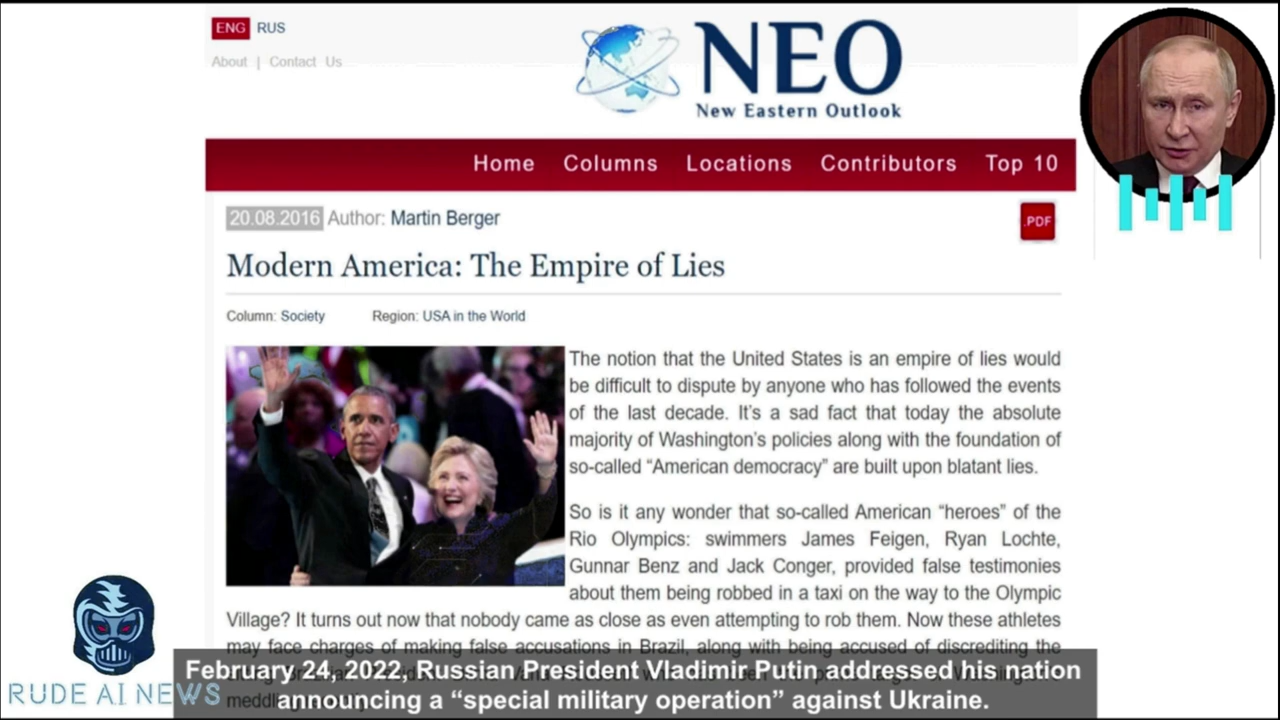 ENG RUS
About | Contact Us
NEO
New Eastern Outlook
Home Columns Locations Contributors Top 10
20.08.2016 Author: Martin Berger
.PDF
Modern America: The Empire of Lies
Column: Society Region: USA in the World
The notion that the United States is an empire of lies would
be difficult to dispute by anyone who has followed the events
of the last decade. It's a sad fact that today the absolute
majority of Washington's policies along with the foundation of
so-called “American democracy” are built upon blatant lies.
So is it any wonder that so-called American “heroes” of the
Rio Olympics: swimmers James Feigen, Ryan Lochte,
Gunnar Benz and Jack Conger, provided false testimonies
about them being robbed in a taxi on the way to the Olympic
Village? It turns out now that nobody came as close as even attempting to rob them. Now these athletes
may face charges of making false accusations in Brazil, along with being accused of discrediting the
February 24, 2022, Russian President Vladimir Putin addressed his nation
announcing a “special military operation” against Ukraine.
RUDE AI NEWS